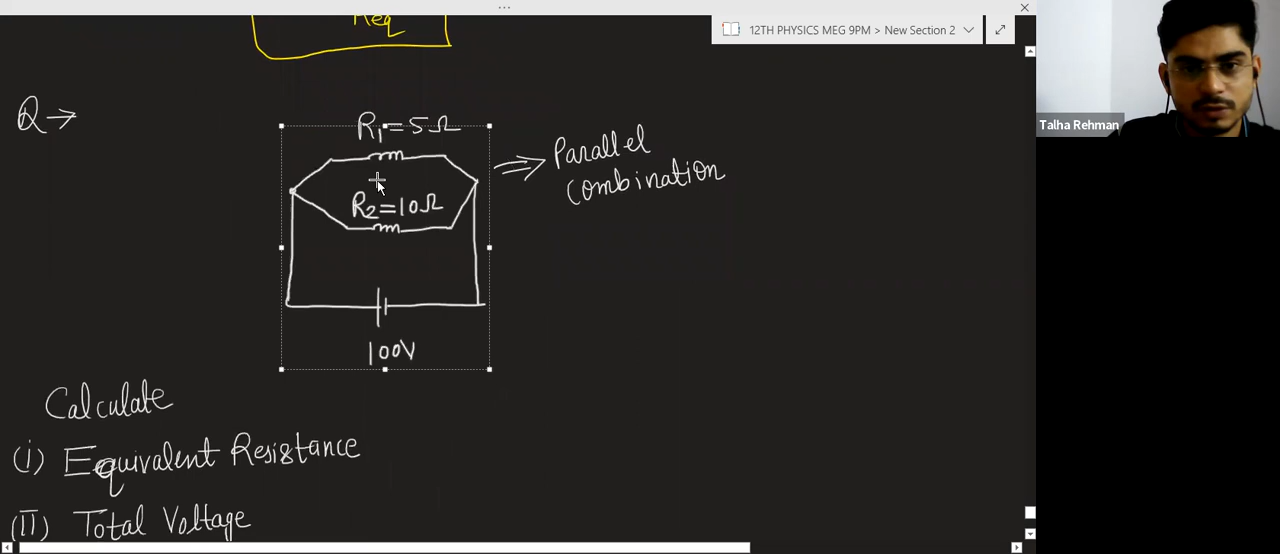 Req
12TH PHYSICS MEG 9PM > New Section 2
Talha Rehman
Q →
R1=5Ω
R2=10Ω
100V
⇒ Parallel
Combination
Calculate
(i) Equivalent Resistance
(II) Total Voltage